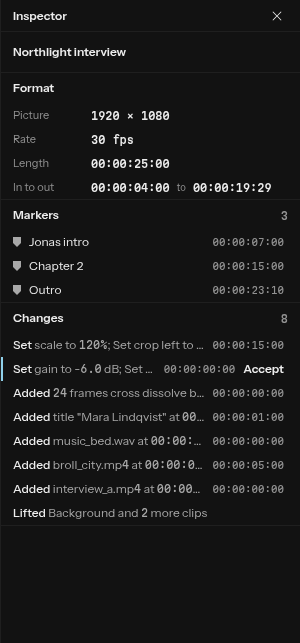 Inspector
Northlight interview
Format
Picture 1920 × 1080
Rate 30 fps
Length 00:00:25:00
In to out 00:00:04:00 to 00:00:19:29
Markers 3
Jonas intro 00:00:07:00
Chapter 2 00:00:15:00
Outro 00:00:23:10
Changes 8
Set scale to 120%; Set crop left to ... 00:00:15:00
Set gain to -6.0 dB; Set ... 00:00:00:00 Accept
Added 24 frames cross dissolve b... 00:00:00:00
Added title "Mara Lindqvist" at 00... 00:00:01:00
Added music_bed.wav at 00:00:... 00:00:00:00
Added broll_city.mp4 at 00:00:0... 00:00:05:00
Added interview_a.mp4 at 00:00... 00:00:00:00
Lifted Background and 2 more clips